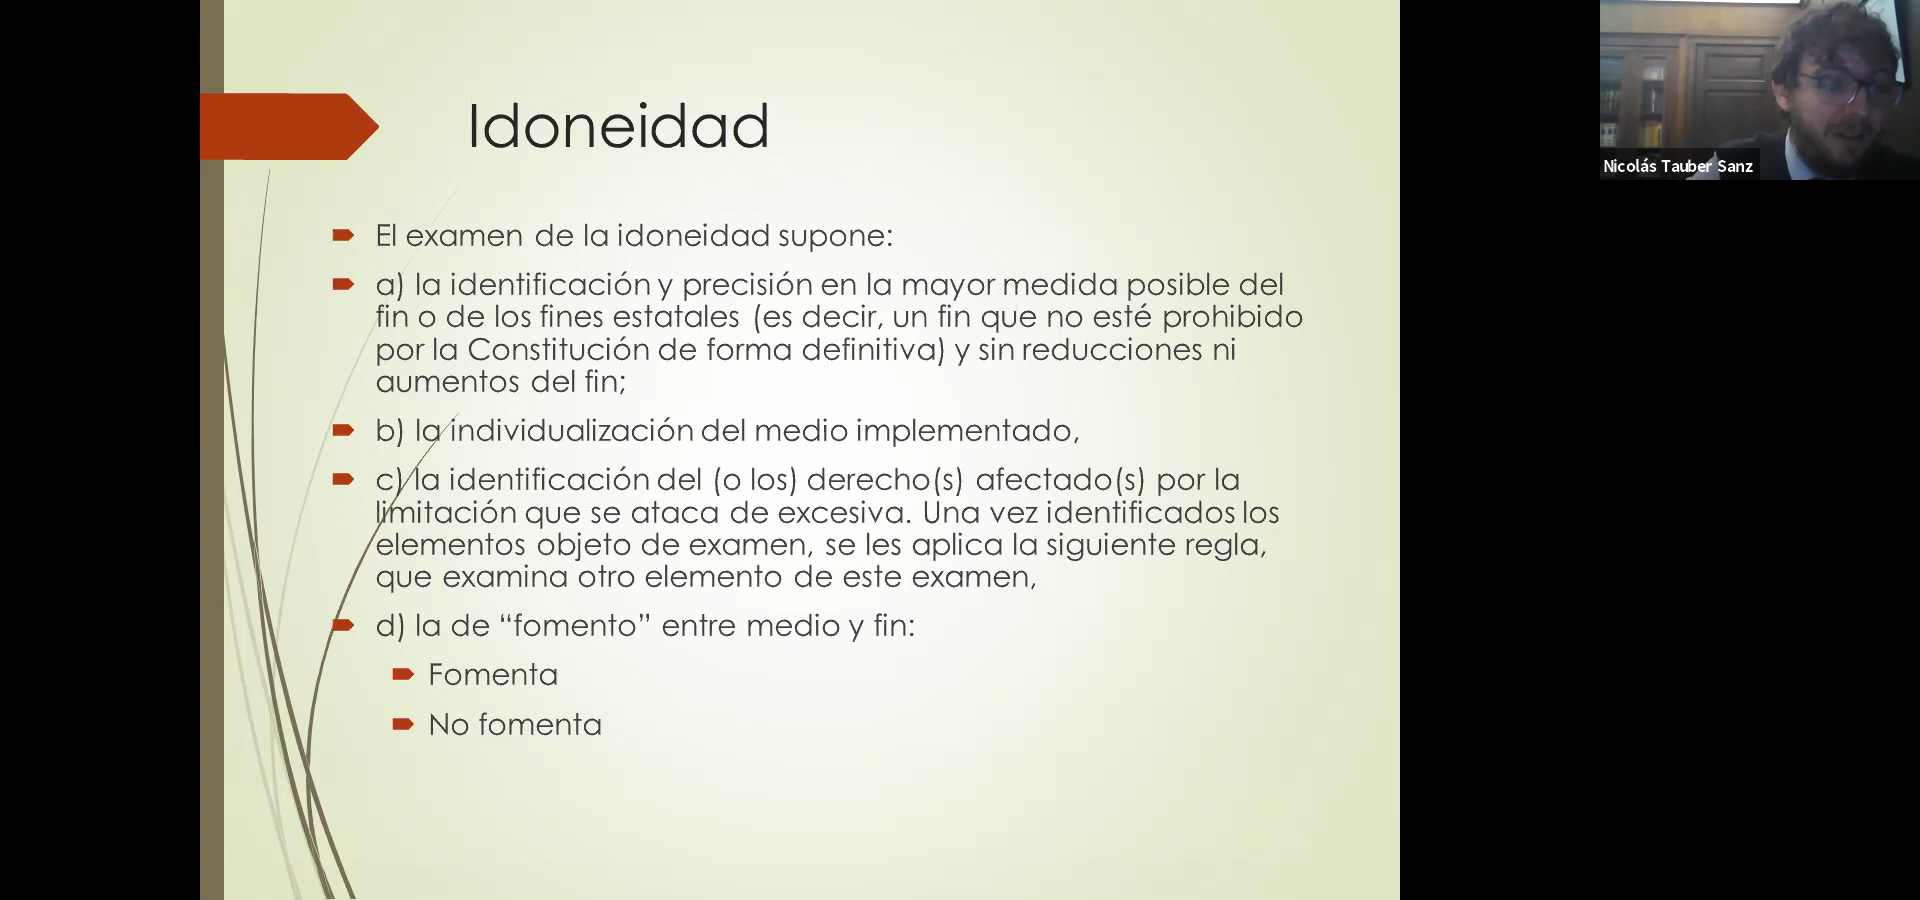 Idoneidad
El examen de la idoneidad supone:
a) la identificación y precisión en la mayor medida posible del
fin o de los fines estatales (es decir, un fin que no esté prohibido
por la Constitución de forma definitiva) y sin reducciones ni
aumentos del fin;
b) la individualización del medio implementado,
c) la identificación del (o los) derecho(s) afectado(s) por la
limitación que se ataca de excesiva. Una vez identificados los
elementos objeto de examen, se les aplica la siguiente regla,
que examina otro elemento de este examen,
d) la de “fomento” entre medio y fin:
Fomenta
No fomenta
Nicolás Tauber Sanz